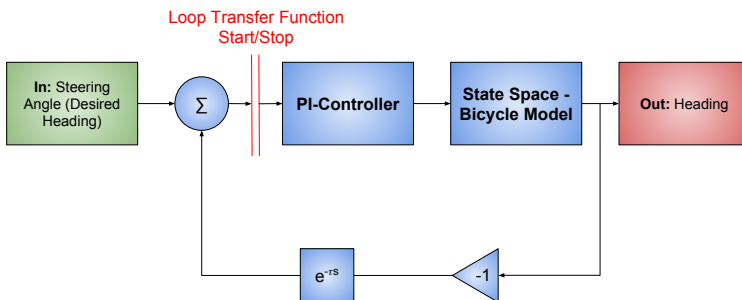 Loop Transfer Function
Start/Stop
In: Steering
Angle (Desired
Heading)
Σ
PI-Controller
State Space -
Bicycle Model
Out: Heading
e^-τs
-1